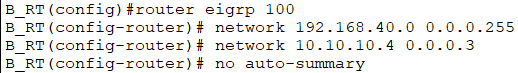 B_RT(config)#router eigrp 100
B_RT(config-router)# network 192.168.40.0 0.0.0.255
B_RT(config-router)# network 10.10.10.4 0.0.0.3
B_RT(config-router)# no auto-summary